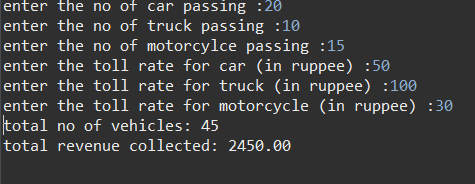 enter the no of car passing :20
enter the no of truck passing :10
enter the no of motorcylce passing :15
enter the toll rate for car (in ruppee) :50
enter the toll rate for truck (in ruppee) :100
enter the toll rate for motorcycle (in ruppee) :30
total no of vehicles: 45
total revenue collected: 2450.00